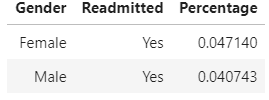 Gender Readmitted Percentage
Female Yes 0.047140
Male Yes 0.040743